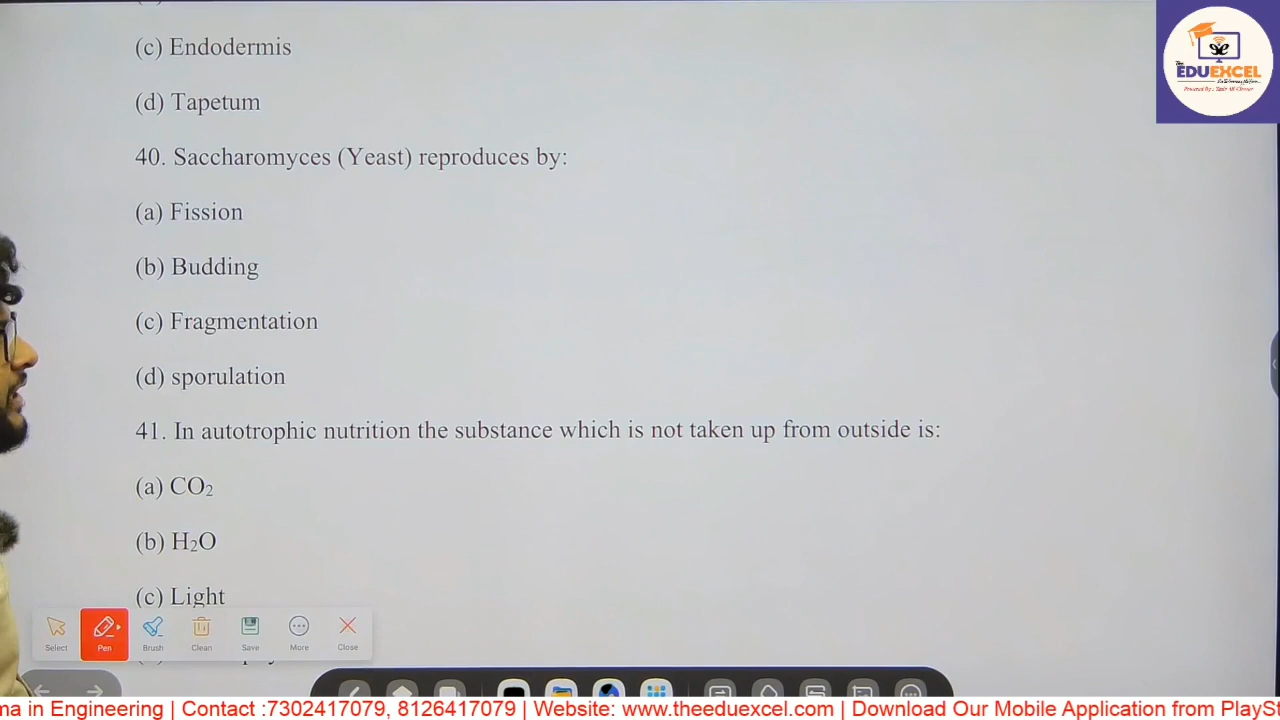 (c) Endodermis
(d) Tapetum
40. Saccharomyces (Yeast) reproduces by:
(a) Fission
(b) Budding
(c) Fragmentation
(d) sporulation
41. In autotrophic nutrition the substance which is not taken up from outside is:
(a) CO₂
(b) H₂O
(c) Light
Select
Pen
Brush
Clean
Save
More
Close
The
EDUEXCEL
ma in Engineering | Contact :7302417079, 8126417079 | Website: www.theeduexcel.com | Download Our Mobile Application from PlaySt